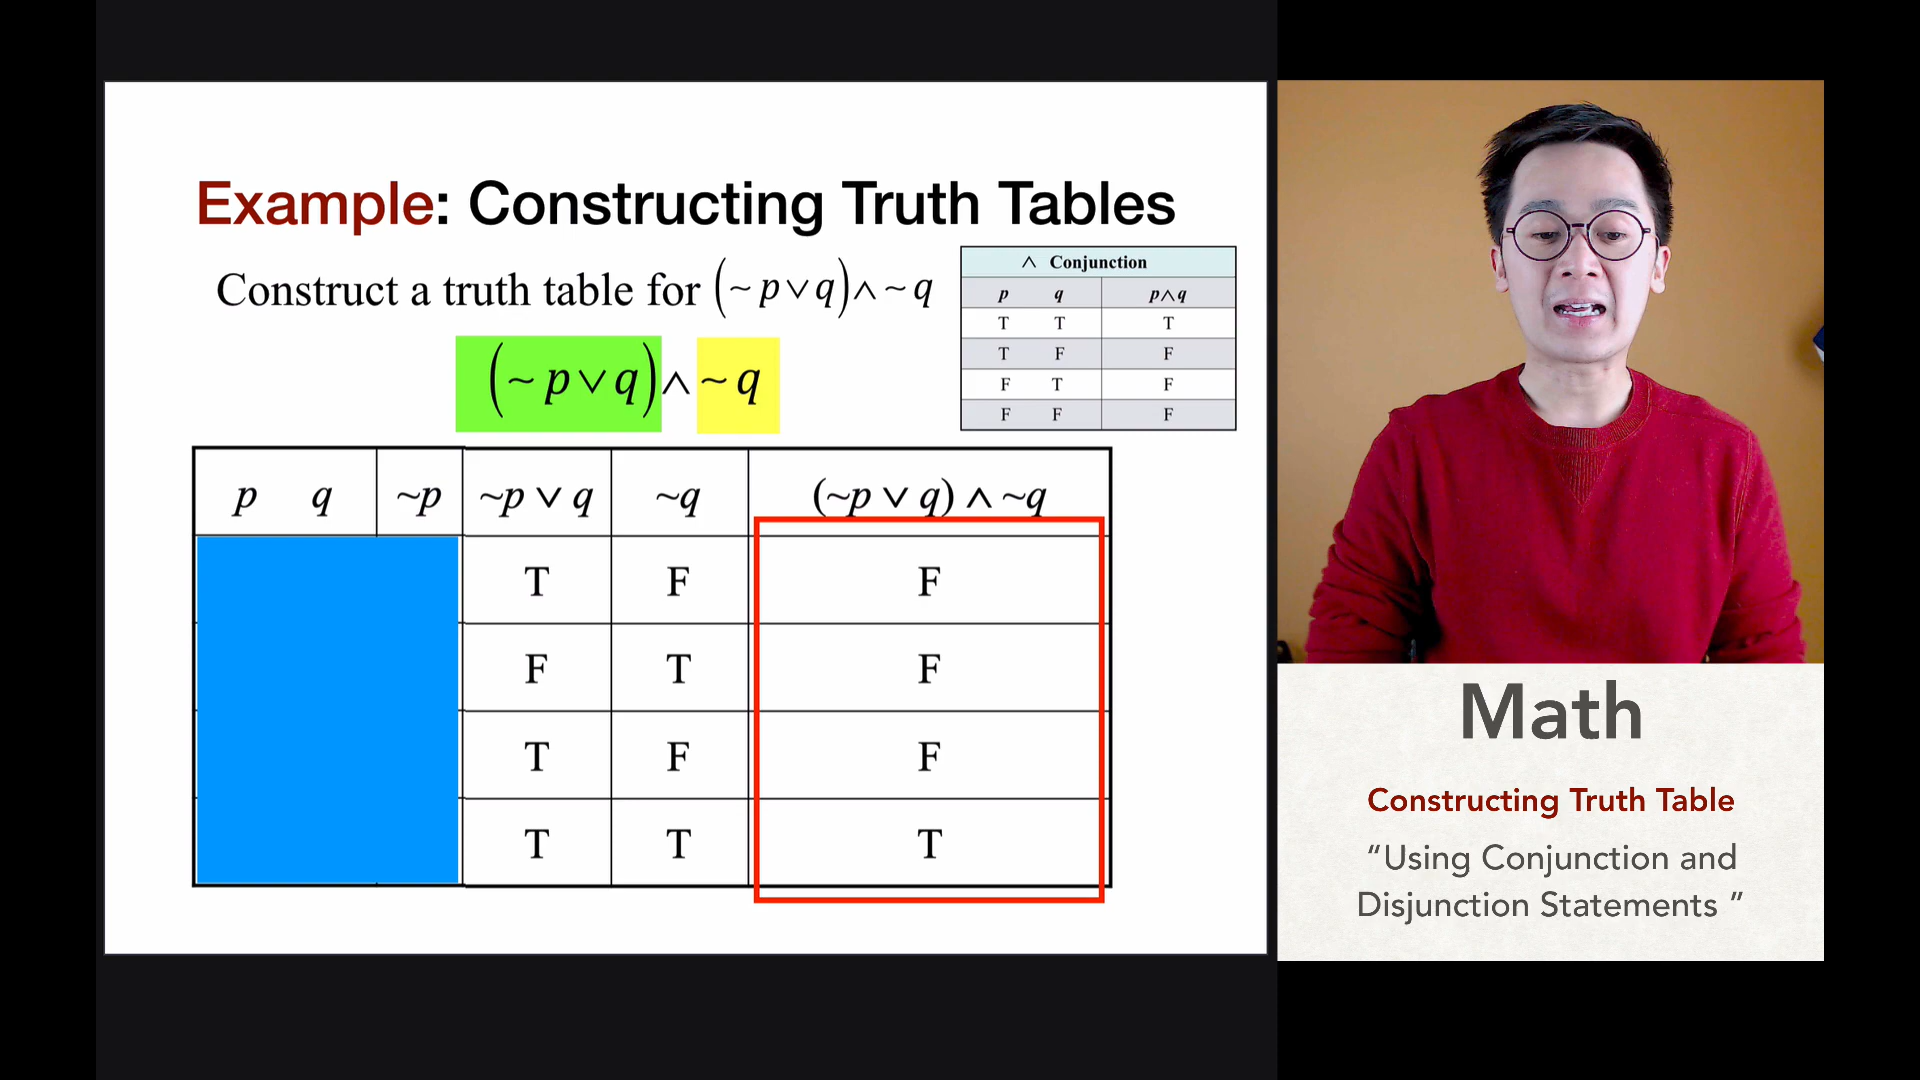 Example: Constructing Truth Tables
Construct a truth table for (~ p ∨ q) ∧ ~ q
(~ p ∨ q) ∧ ~ q
∧ Conjunction
p q p∧q
T T T
T F F
F T F
F F F
p q ~p ~p ∨ q ~q (~p ∨ q) ∧ ~q
T F F
F T F
T F F
T T T
Math
Constructing Truth Table
“Using Conjunction and
Disjunction Statements ”